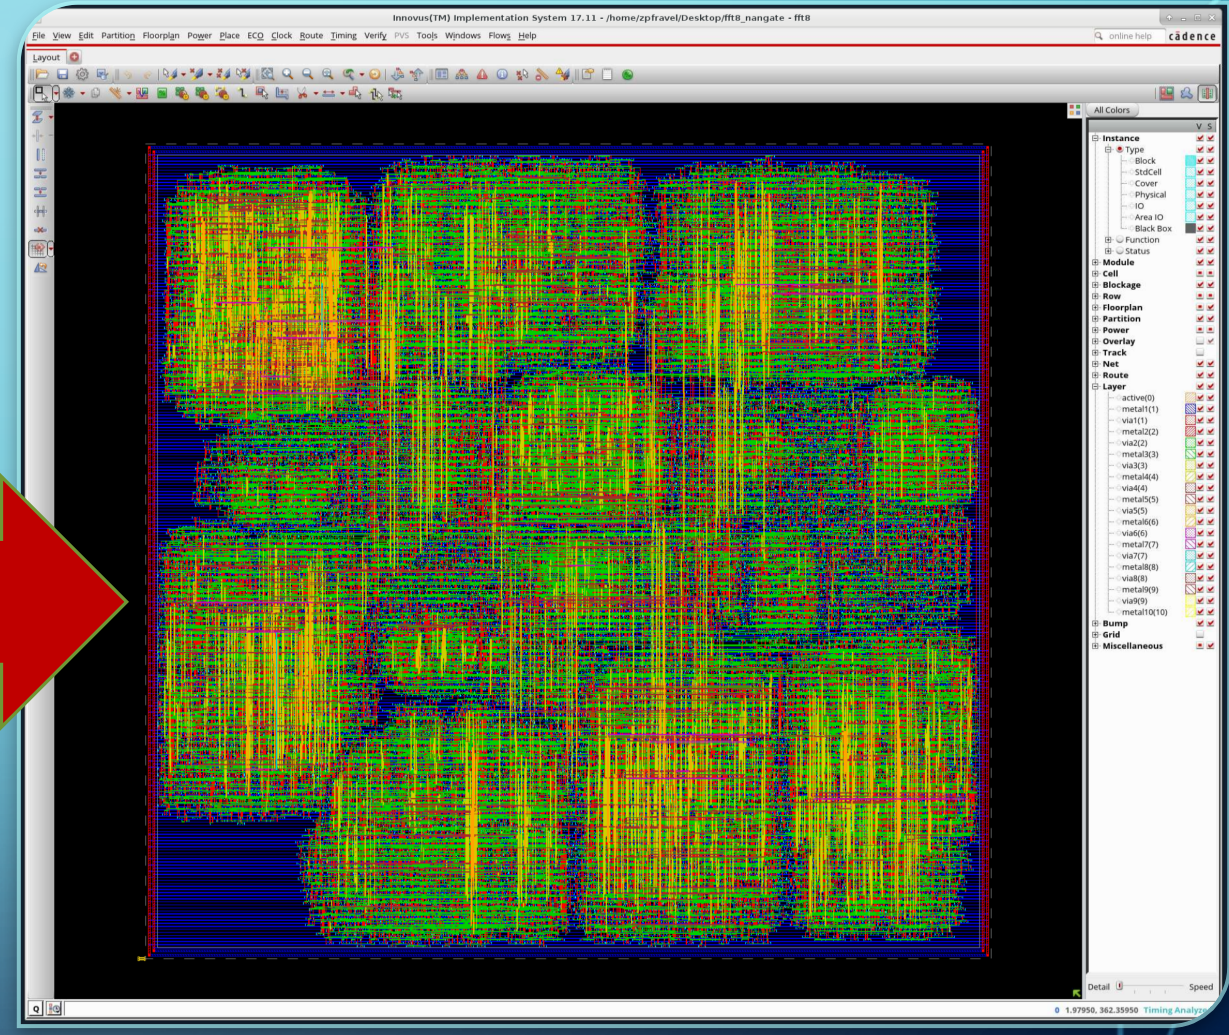 Innovus(TM) Implementation System 17.11 - /home/zpfravel/Desktop/fft8_nangate - fft8
File View Edit Partition Floorplan Power Place ECO Clock Route Timing Verify PVS Tools Windows Flows Help
online help
cādence
Layout
All Colors
V S
Instance
Type
Block
StdCell
Cover
Physical
IO
Area IO
Black Box
Function
Status
Module
Cell
Blockage
Row
Floorplan
Partition
Power
Overlay
Track
Net
Route
Layer
active(0)
metal1(1)
via1(1)
metal2(2)
via2(2)
metal3(3)
via3(3)
metal4(4)
via4(4)
metal5(5)
via5(5)
metal6(6)
via6(6)
metal7(7)
via7(7)
metal8(8)
via8(8)
metal9(9)
via9(9)
metal10(10)
Bump
Grid
Miscellaneous
Detail Speed
Q
0 1.97950, 362.35950 Timing Analyze